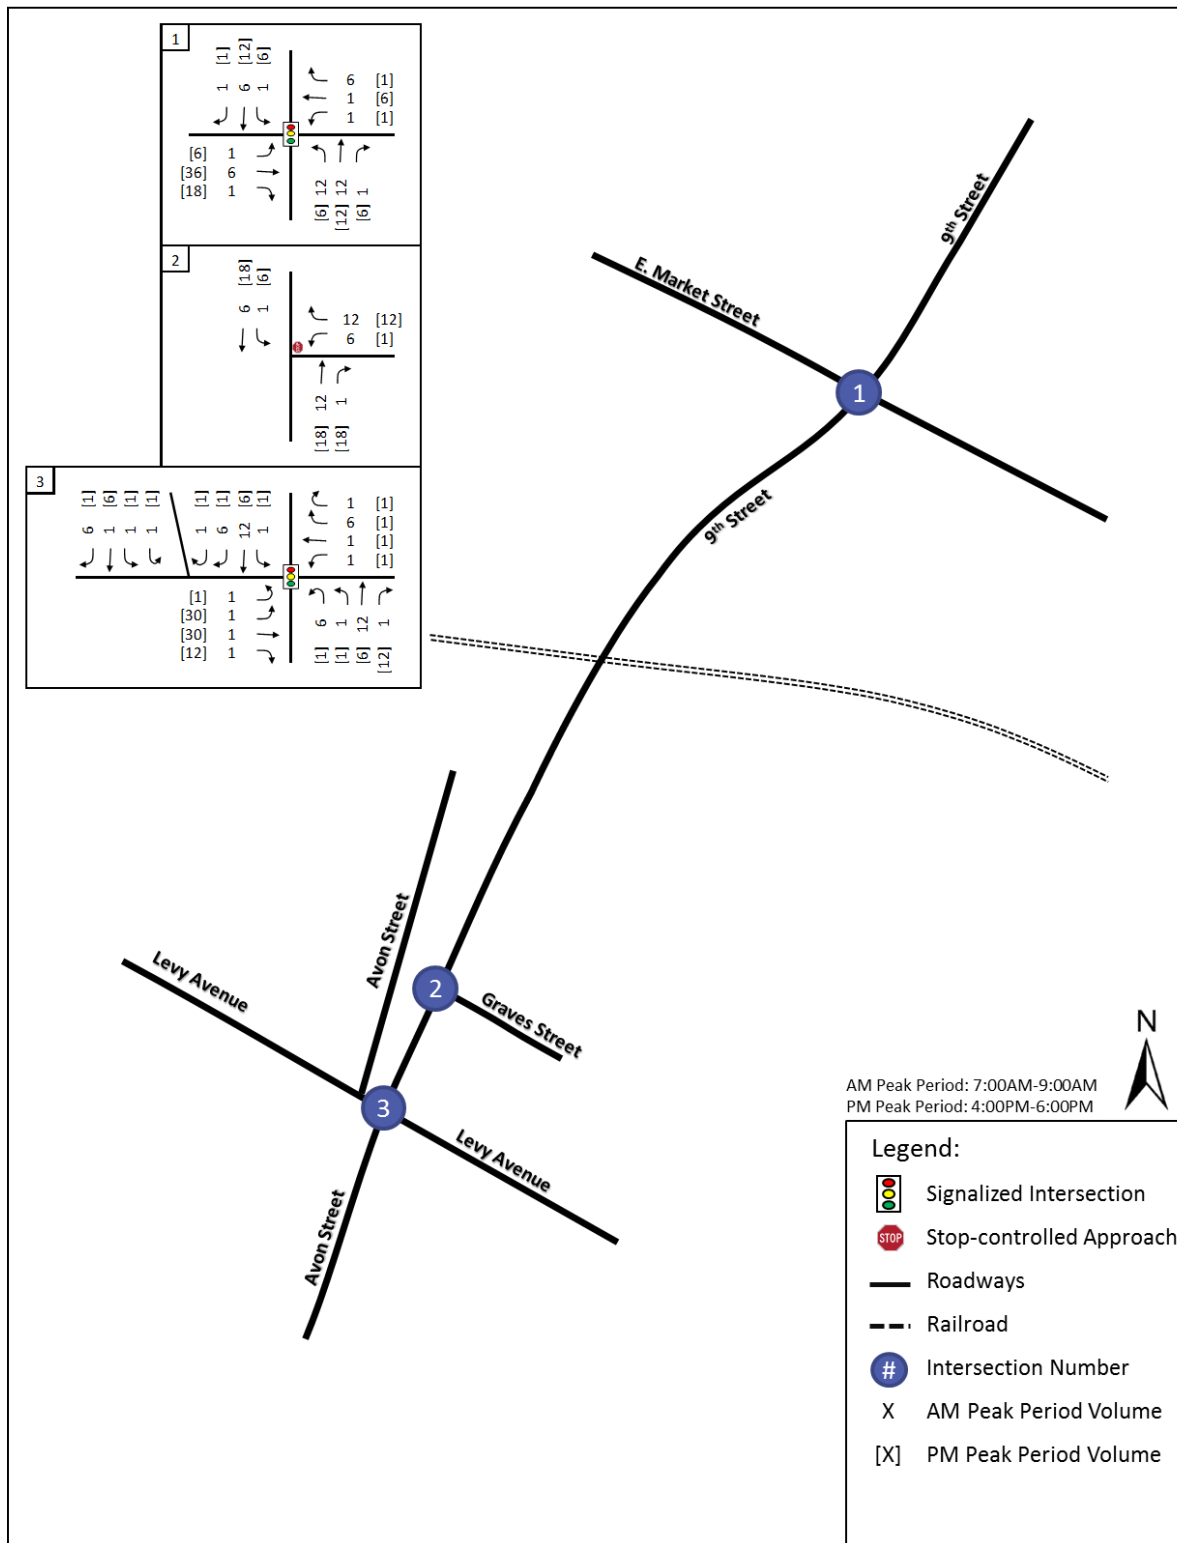 1
[1] [12] [6]
1 6 1
6 [1]
1 [6]
1 [1]
[6] 1
[36] 6
[18] 1
12 12 1
[6] [12] [6]
2
[18] [6]
6 1
12 [12]
6 [1]
STOP
12 1
[18] [18]
3
[1] [6] [1] [1] [1] [1] [6] [1]
6 1 1 1 1 6 12 1
1 [1]
6 [1]
1 [1]
1 [1]
[1] 1
[30] 1
[30] 1
[12] 1
6 1 12 1
[1] [1] [6] [12]
9th Street
E. Market Street
1
9th Street
Avon Street
Levy Avenue
2
Graves Street
3
Levy Avenue
Avon Street
N
AM Peak Period: 7:00AM-9:00AM
PM Peak Period: 4:00PM-6:00PM
Legend:
Signalized Intersection
STOP Stop-controlled Approach
Roadways
Railroad
# Intersection Number
X AM Peak Period Volume
[X] PM Peak Period Volume